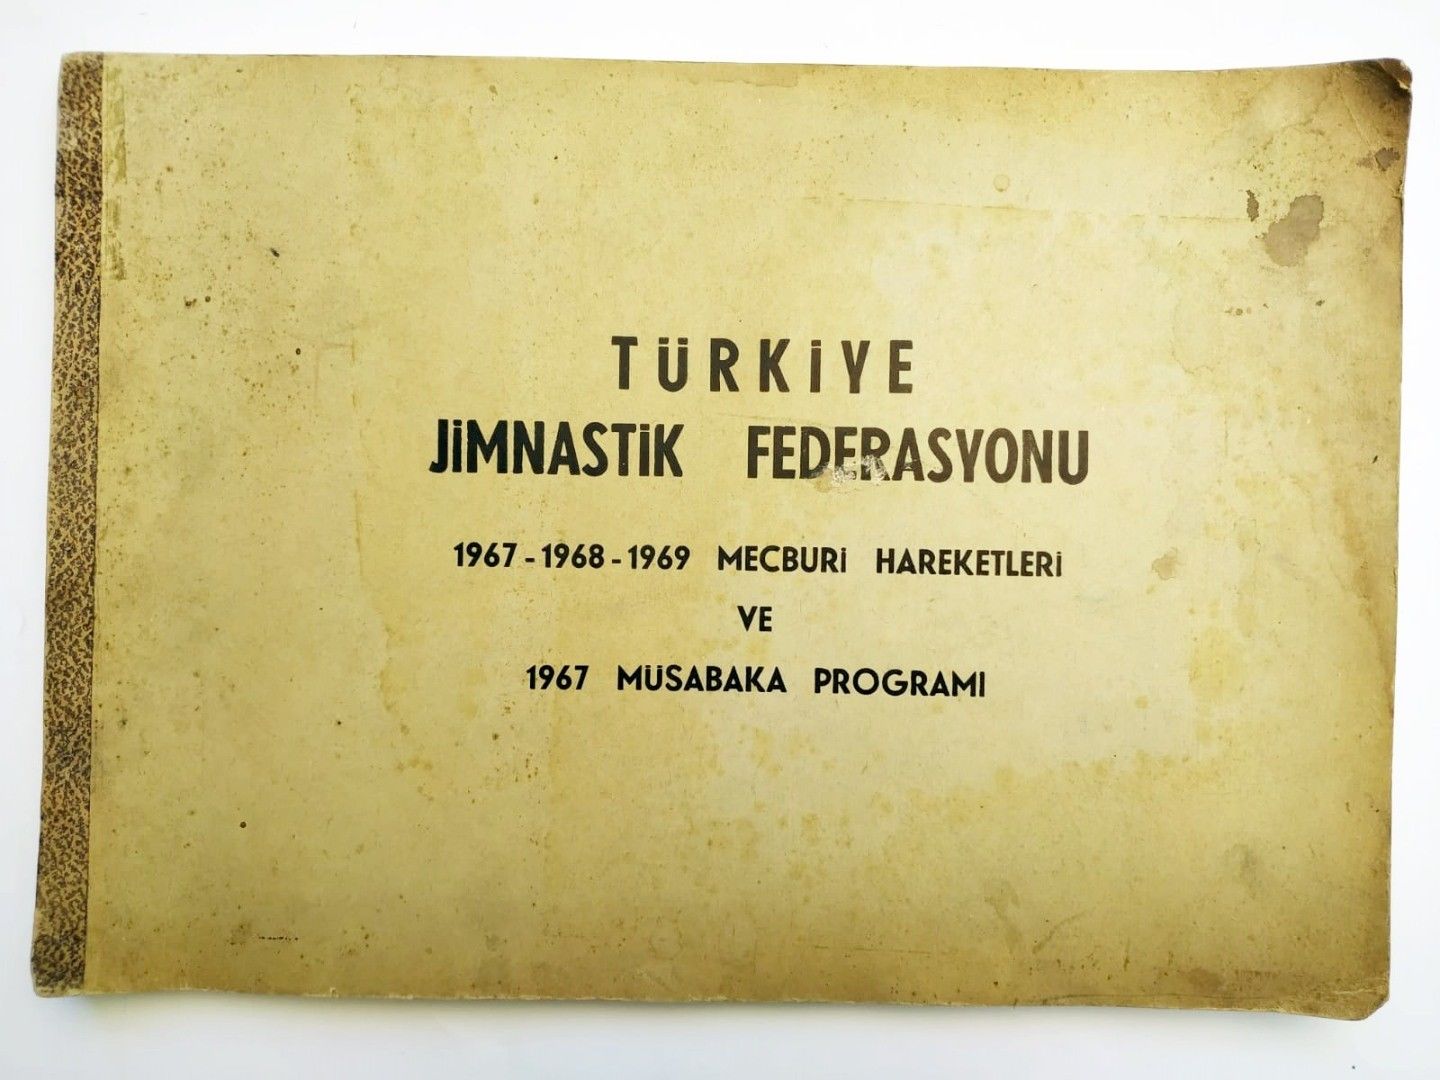 TÜRKİYE
JİMNASTİK FEDERASYONU
1967-1968-1969 MECBURİ HAREKETLERİ
VE
1967 MÜSABAKA PROGRAMI